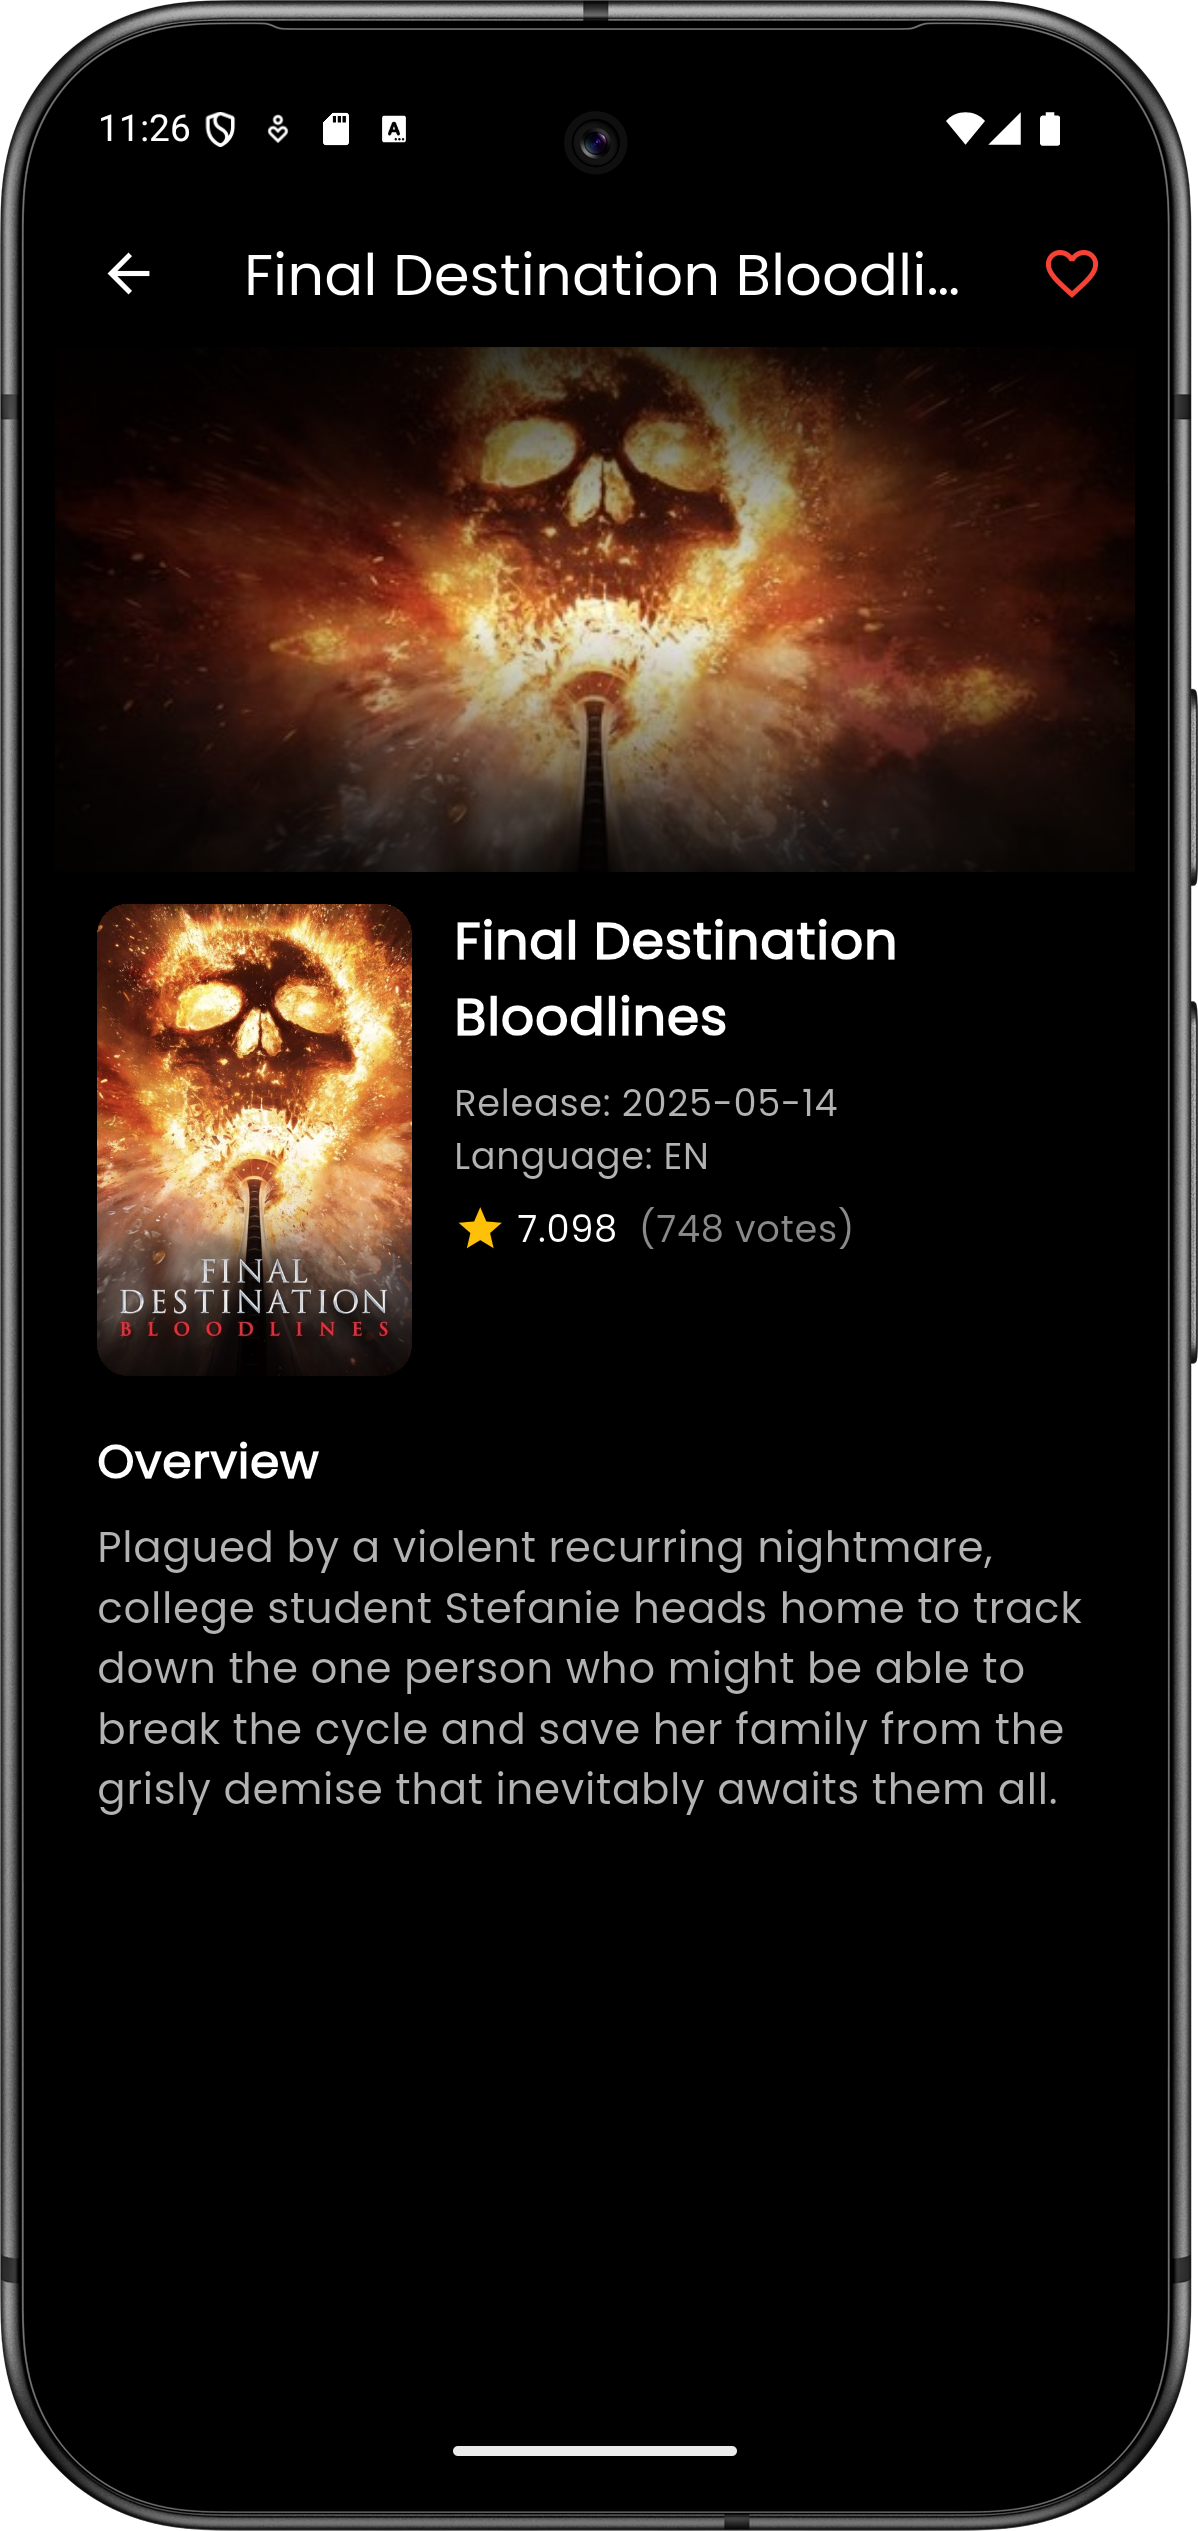 11:26
Final Destination Bloodli...
FINAL
DESTINATION
BLOODLINES
Final Destination
Bloodlines
Release: 2025-05-14
Language: EN
7.098 (748 votes)
Overview
Plagued by a violent recurring nightmare,
college student Stefanie heads home to track
down the one person who might be able to
break the cycle and save her family from the
grisly demise that inevitably awaits them all.